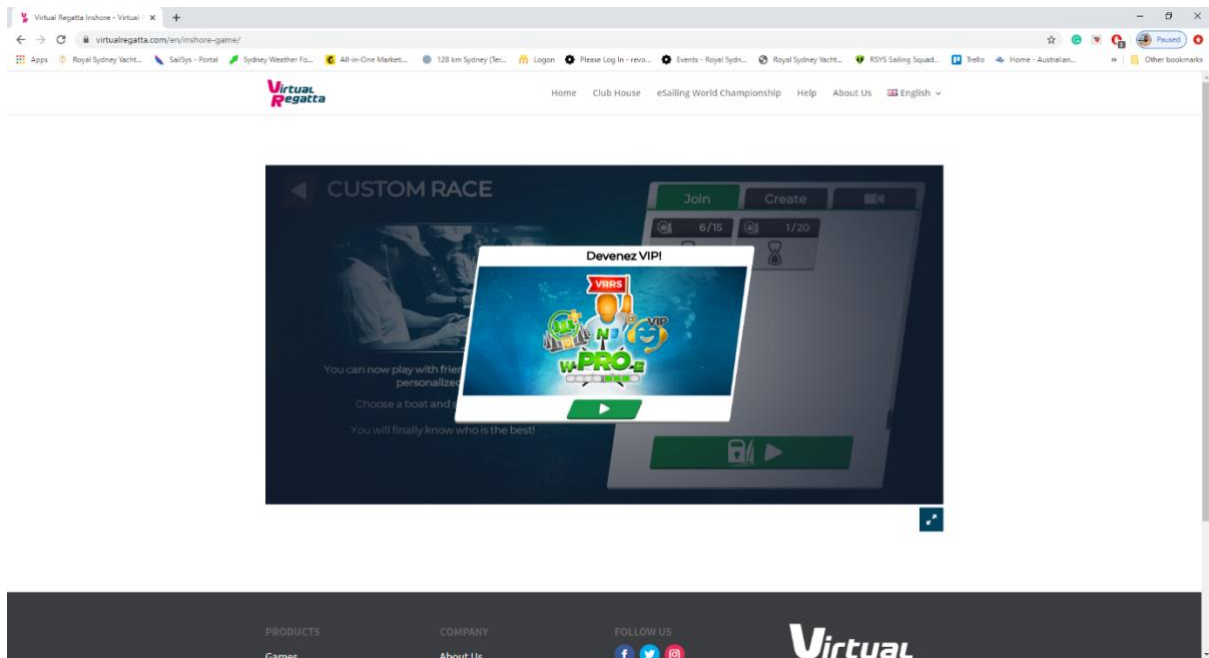 Virtual Regatta Inshore - Virtual
virtualregatta.com/en/inshore-game/
Paused
Apps
Royal Sydney Yacht...
SailSys - Portal
Sydney Weather Fo...
All-in-One Marketi...
128 km Sydney (Ter...
Logon
Please Log In - revo...
Events - Royal Sydn...
Royal Sydney Yacht...
RSYS Sailing Squad...
Trello
Home - Australian...
Other bookmarks
Virtual
Regatta
Home
Club House
eSailing World Championship
Help
About Us
English
CUSTOM RACE
Join
Create
6/15
1/20
Devenez VIP!
VRRS
VIP
N
W-PRO-E
You can now play with frie
personalize
Choose a boat and s
You will finally know who is the best!
PRODUCTS
COMPANY
FOLLOW US
Virtual
Games
About Us